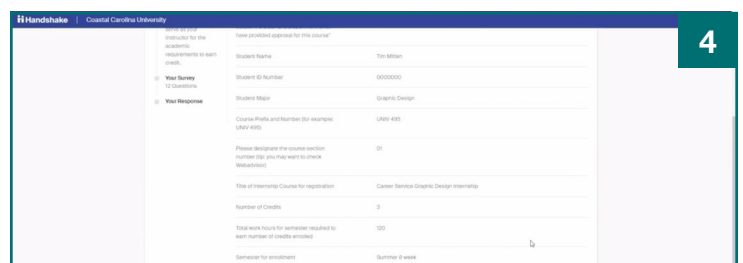 Handshake | Coastal Carolina University
4
serve as your
instructor for the
academic
requirements to earn
credit.
Your Survey
12 Questions
Your Response
have provided approval for this course"
Student Name Tim Mitten
Student ID Number 0000000
Student Major Graphic Design
Course Prefix and Number (for example: UNIV 495
UNIV 495)
Please designate the course section 01
number (tip: you may want to check
WebAdvisor)
Title of Internship Course for registration Career Service Graphic Design Internship
Number of Credits 3
Total work hours for semester required to 120
earn number of credits enrolled
Semester for enrollment Summer 8 week